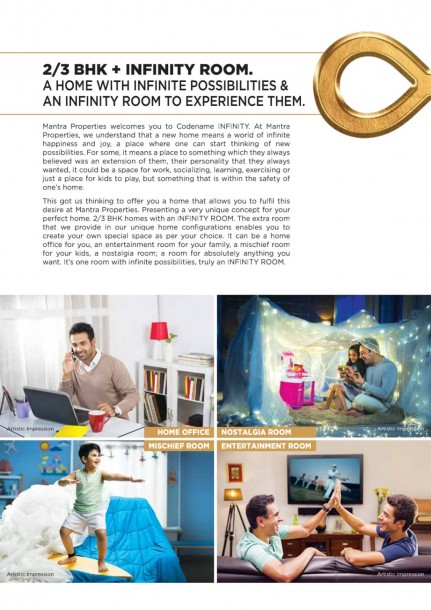 2/3 BHK + INFINITY ROOM.
A HOME WITH INFINITE POSSIBILITIES &
AN INFINITY ROOM TO EXPERIENCE THEM.
Mantra Properties welcomes you to Codename INFINITY. At Mantra
Properties, we understand that a new home means a world of infinite
happiness and joy, a place where one can start thinking of new
possibilities. For some, it means a place to something which they always
believed was an extension of them, their personality that they always
wanted, it could be a space for work, socializing, learning, exercising or
just a place for kids to play, but something that is within the safety of
one's home.
This got us thinking to offer you a home that allows you to fulfil this
desire at Mantra Properties. Presenting a very unique concept for your
perfect home. 2/3 BHK homes with an INFINITY ROOM. The extra room
that we provide in our unique home configurations enables you to
create your own special space as per your choice. It can be a home
office for you, an entertainment room for your family, a mischief room
for your kids, a nostalgia room; a room for absolutely anything you
want. It's one room with infinite possibilities, truly an INFINITY ROOM.
Artistic Impression
HOME OFFICE
NOSTALGIA ROOM
Artistic Impression
MISCHIEF ROOM
ENTERTAINMENT ROOM
Artistic Impression
Artistic Impression